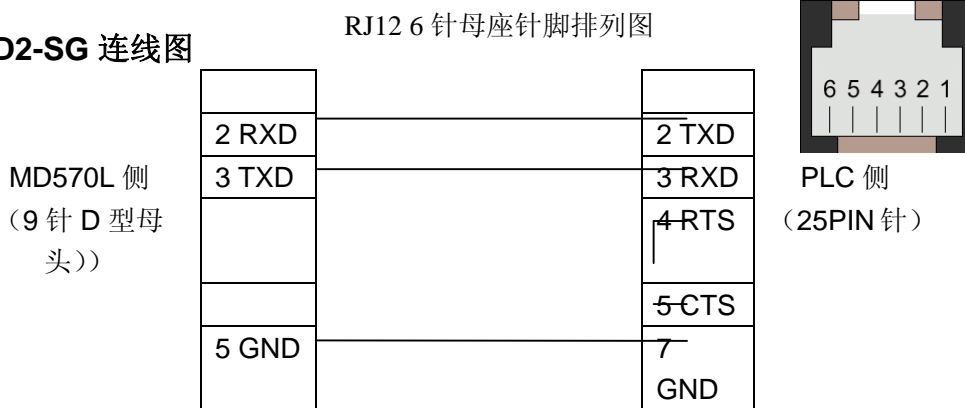 RJ12 6 针母座针脚排列图
D2-SG 连线图
6 5 4 3 2 1
2 RXD
2 TXD
MD570L 侧
3 TXD
3 RXD
PLC 侧
（9 针 D 型母
4 RTS
（25PIN 针）
头））
5 CTS
5 GND
7
GND